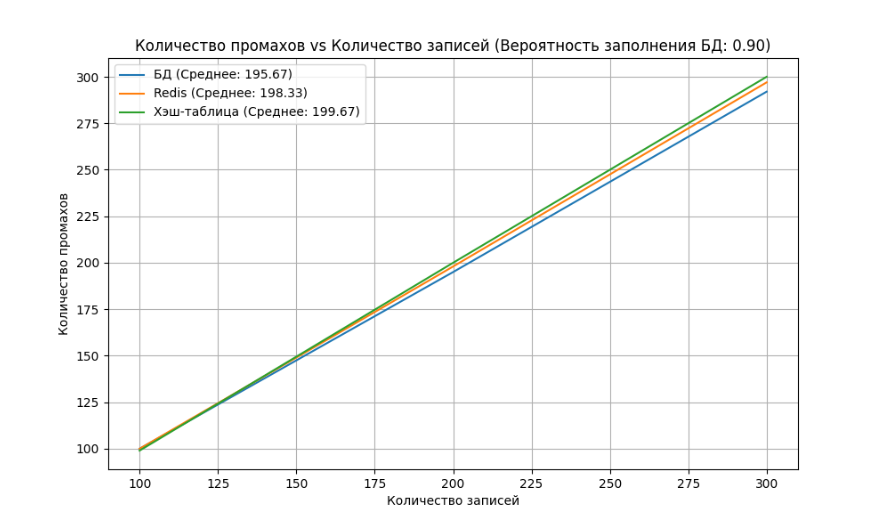 Количество промахов vs Количество записей (Вероятность заполнения БД: 0.90)
БД (Среднее: 195.67)
Redis (Среднее: 198.33)
Хэш-таблица (Среднее: 199.67)
Количество промахов
300
275
250
225
200
175
150
125
100
100 125 150 175 200 225 250 275 300
Количество записей